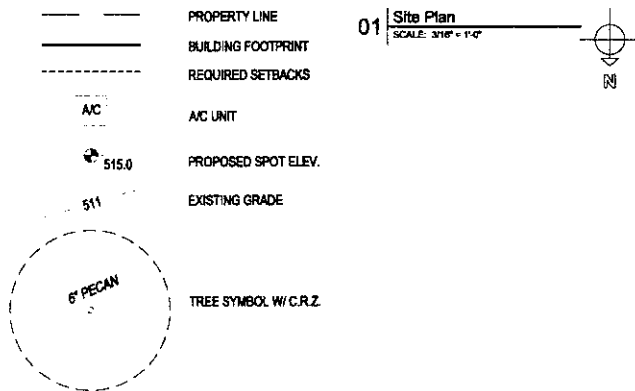 PROPERTY LINE
BUILDING FOOTPRINT
REQUIRED SETBACKS
A/C A/C UNIT
515.0 PROPOSED SPOT ELEV.
511 EXISTING GRADE
6" PECAN TREE SYMBOL W/ C.R.Z.
01 Site Plan
SCALE: 3/16" = 1'-0"
N